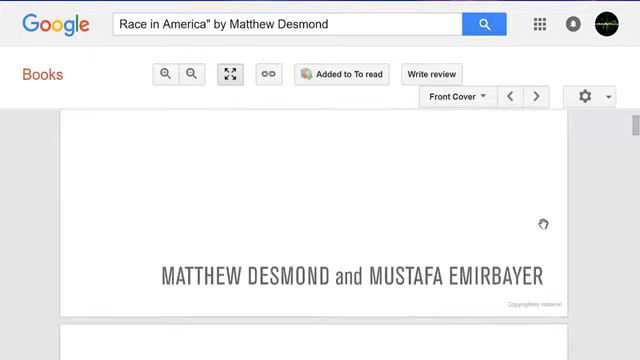 Google
Race in America" by Matthew Desmond
Books
Added to To read
Write review
Front Cover
MATTHEW DESMOND and MUSTAFA EMIRBAYER
Copyrighted material